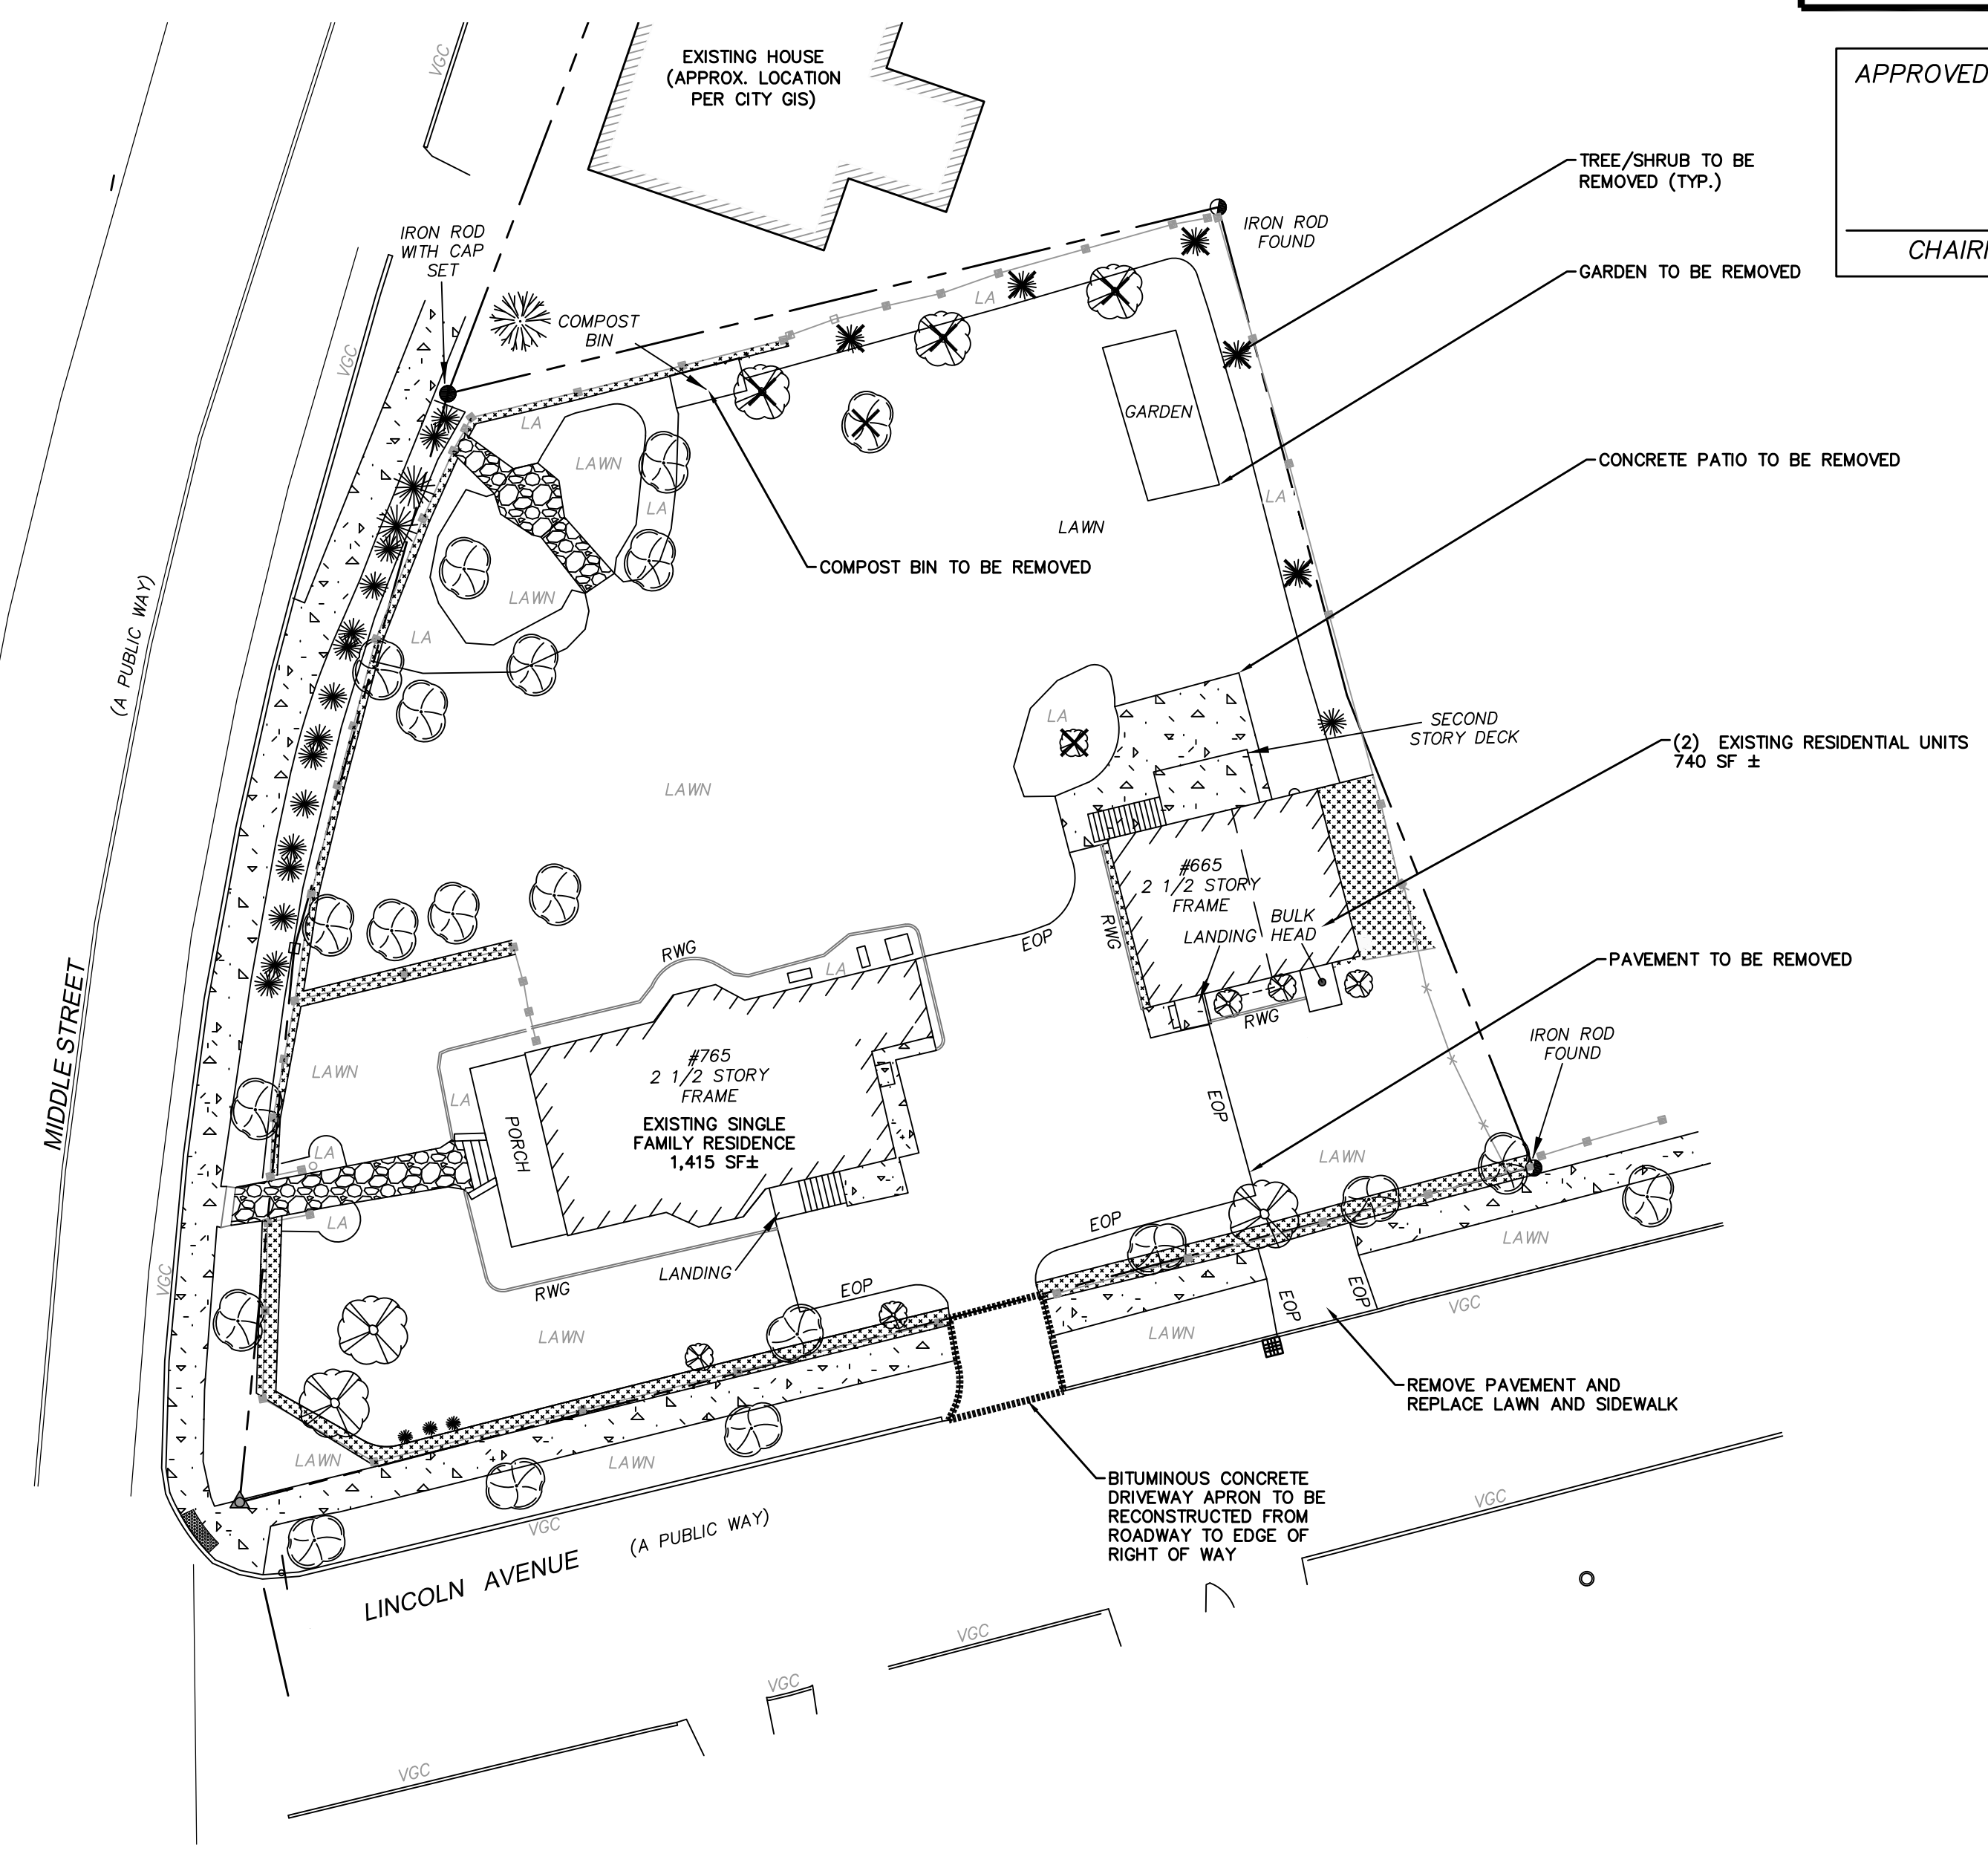 EXISTING HOUSE
(APPROX. LOCATION
PER CITY GIS)
VGC
APPROVED
CHAIRI
TREE/SHRUB TO BE
REMOVED (TYP.)
IRON ROD
FOUND
IRON ROD
WITH CAP
SET
GARDEN TO BE REMOVED
LA
COMPOST
BIN
VGC
GARDEN
LA
LAWN
CONCRETE PATIO TO BE REMOVED
LA
LA
LAWN
COMPOST BIN TO BE REMOVED
LAWN
LA
(A PUBLIC WAY)
LA
SECOND
STORY DECK
(2) EXISTING RESIDENTIAL UNITS
740 SF ±
LAWN
#665
2 1/2 STORY
FRAME
BULK
HEAD
LANDING
RWG
EOP
RWG
LA
PAVEMENT TO BE REMOVED
RWG
MIDDLE STREET
IRON ROD
FOUND
#765
2 1/2 STORY
FRAME
EXISTING SINGLE
FAMILY RESIDENCE
1,415 SF±
LAWN
LA
PORCH
EOP
LAWN
LA
LA
EOP
LAWN
LANDING
VGC
RWG
EOP
EOP
EOP
VGC
LAWN
LAWN
REMOVE PAVEMENT AND
REPLACE LAWN AND SIDEWALK
LAWN
LAWN
BITUMINOUS CONCRETE
DRIVEWAY APRON TO BE
RECONSTRUCTED FROM
ROADWAY TO EDGE OF
RIGHT OF WAY
VGC
VGC
LINCOLN AVENUE
(A PUBLIC WAY)
VGC
VGC
VGC